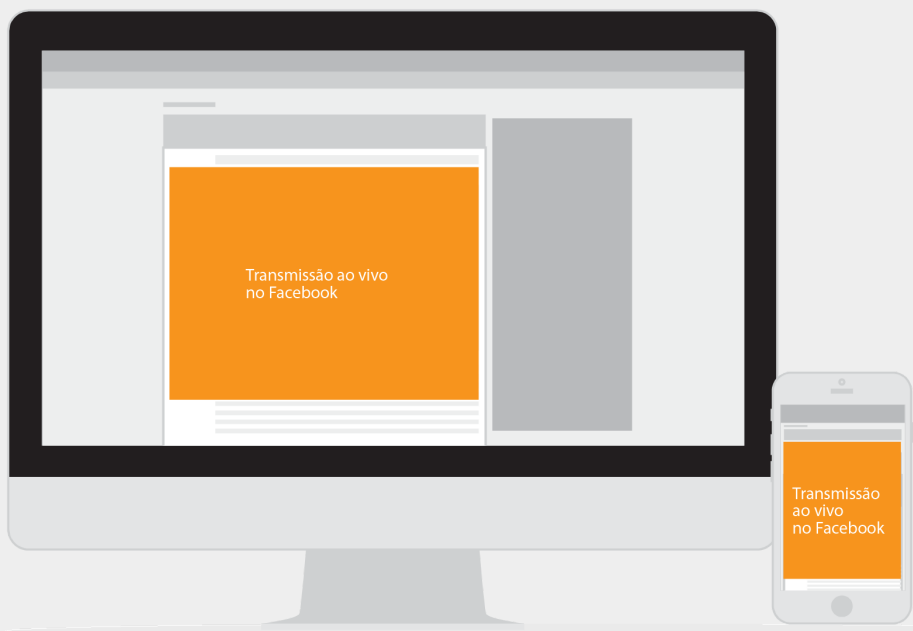 Transmissão ao vivo
no Facebook
Transmissão
ao vivo
no Facebook